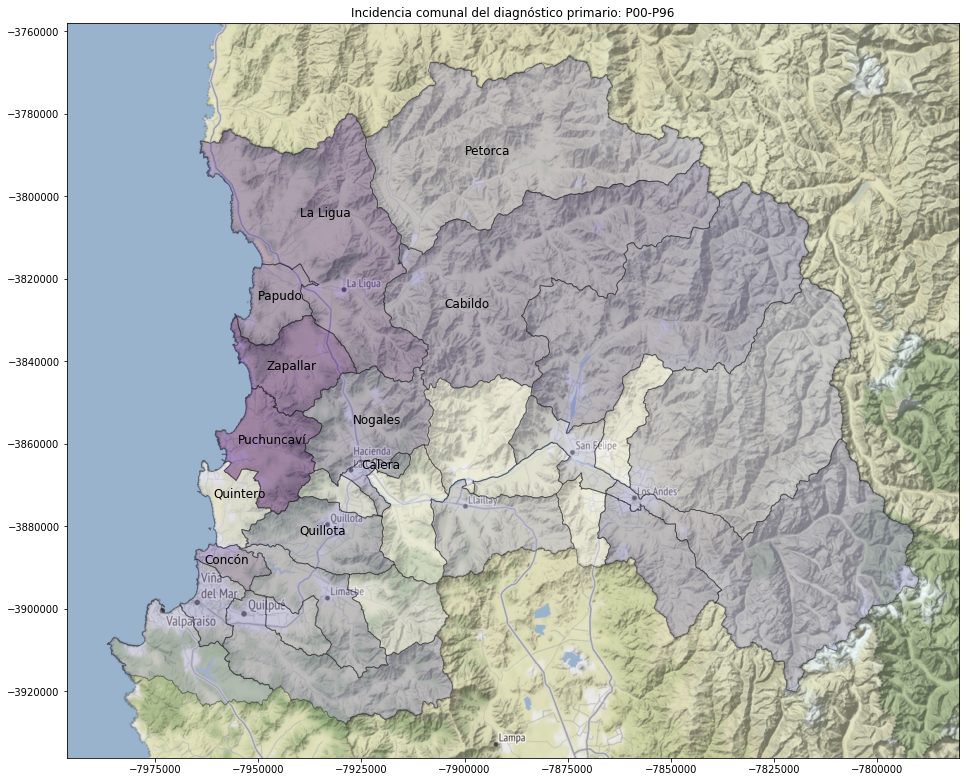 Incidencia comunal del diagnóstico primario: P00-P96
−3760000
−3780000
Petorca
−3800000
La Ligua
−3820000
La Ligua
Papudo
Cabildo
−3840000
Zapallar
Nogales
−3860000
Puchuncaví
Hacienda
San Felipe
Calera
Quintero
Los Andes
Llaillay
−3880000
Quillota
Quillota
Concón
Viña
del Mar
Limache
−3900000
Quilpué
Valparaíso
−3920000
Lampa
−7975000
−7950000
−7925000
−7900000
−7875000
−7850000
−7825000
−7800000